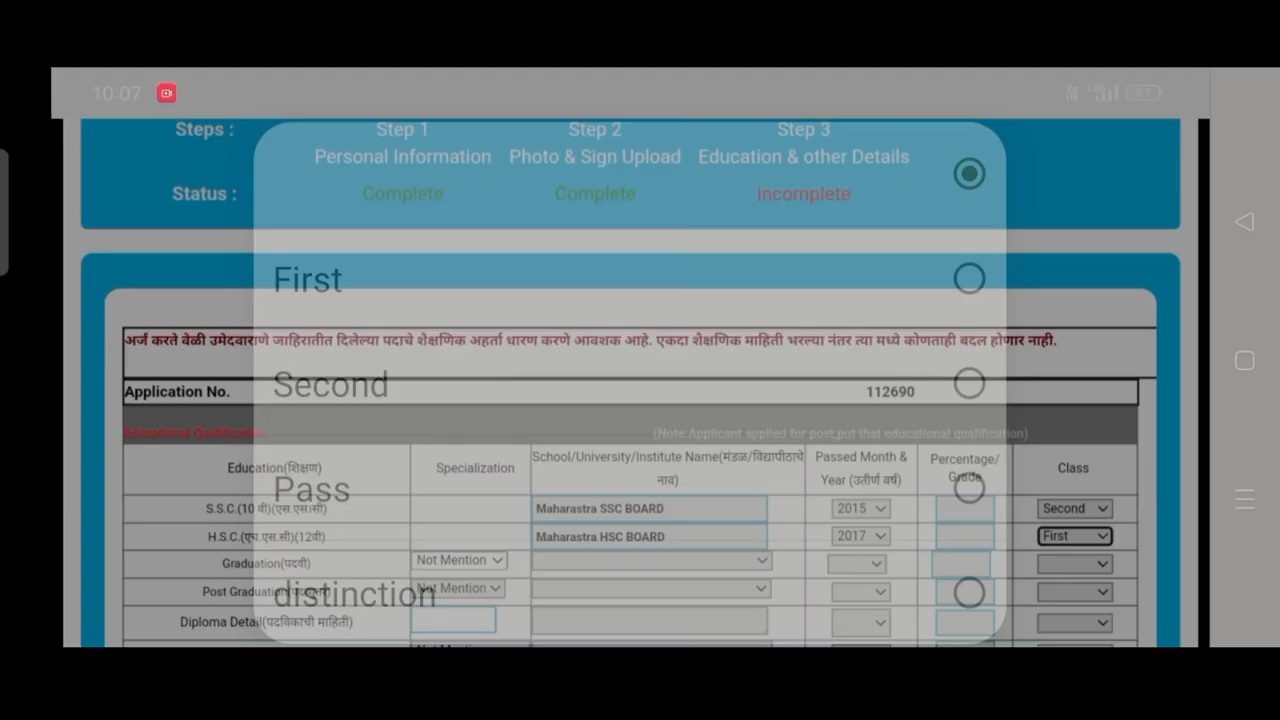 10:07
57
Steps :
Step 1
Step 2
Step 3
Personal Information
Photo & Sign Upload
Education & other Details
Status :
Complete
Complete
incomplete
First
अर्ज करते वेळी उमेदवाराणे जाहिरातीत दिलेल्या पदाचे शेक्षणिक अहर्ता धारण करणे आवशक आहे. एकदा शैक्षणिक माहिती भरल्या नंतर त्या मध्ये कोणताही बदल होणार नाही.
Second
Application No.
112690
Educational Qualification
(Note:Applicant applied for post,put that educational qualification)
Education(शिक्षण)
Specialization
School/University/Institute Name(मंडळ/विद्यापीठाचे नाव)
Passed Month & Year (उतीर्ण वर्ष)
Percentage/ Grade
Class
Pass
S.S.C.(10 वी)(एस.एस.सी)
Maharastra SSC BOARD
2015
Second
H.S.C.(एच.एस.सी)(12वी)
Maharastra HSC BOARD
2017
First
Graduation(पदवी)
Not Mention
Post Graduation
Not Mention
distinction
Diploma Detail(पदविकाची माहिती)